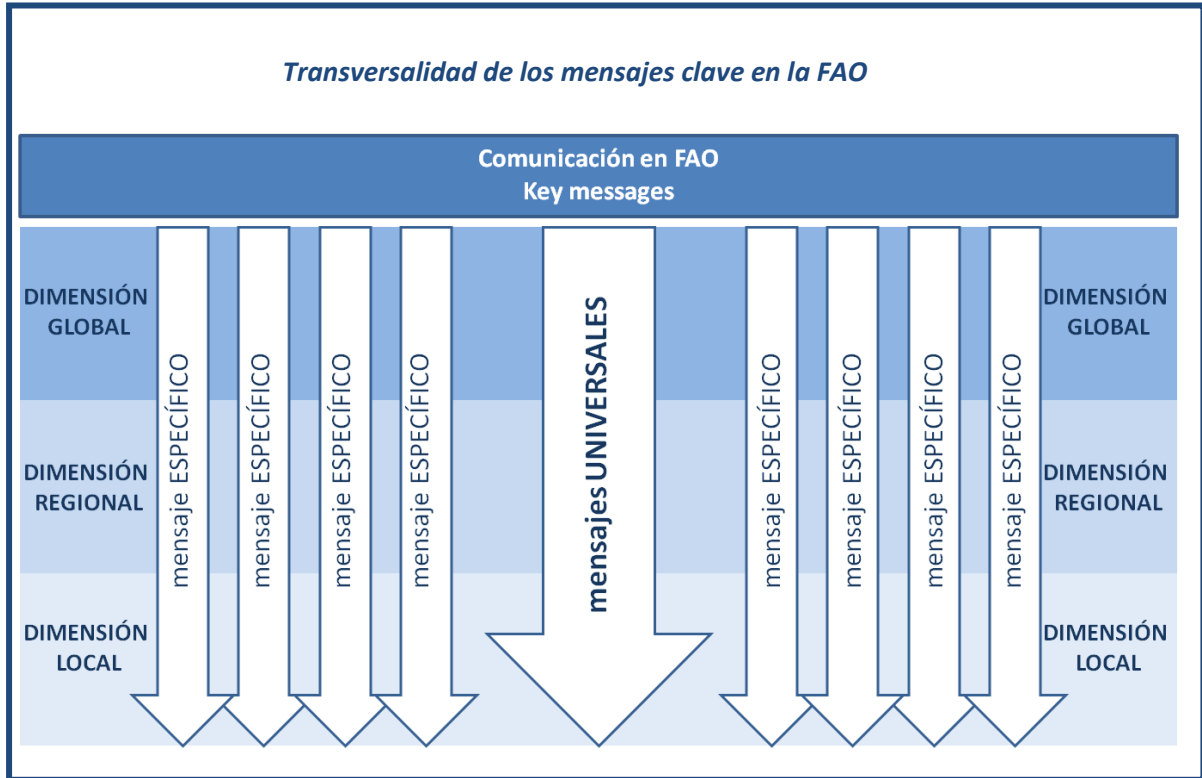 Transversalidad de los mensajes clave en la FAO
Comunicación en FAO
Key messages
DIMENSIÓN
GLOBAL
DIMENSIÓN
REGIONAL
DIMENSIÓN
LOCAL
mensaje ESPECÍFICO
mensaje ESPECÍFICO
mensaje ESPECÍFICO
mensaje ESPECÍFICO
mensajes UNIVERSALES
mensaje ESPECÍFICO
mensaje ESPECÍFICO
mensaje ESPECÍFICO
mensaje ESPECÍFICO
DIMENSIÓN
GLOBAL
DIMENSIÓN
REGIONAL
DIMENSIÓN
LOCAL